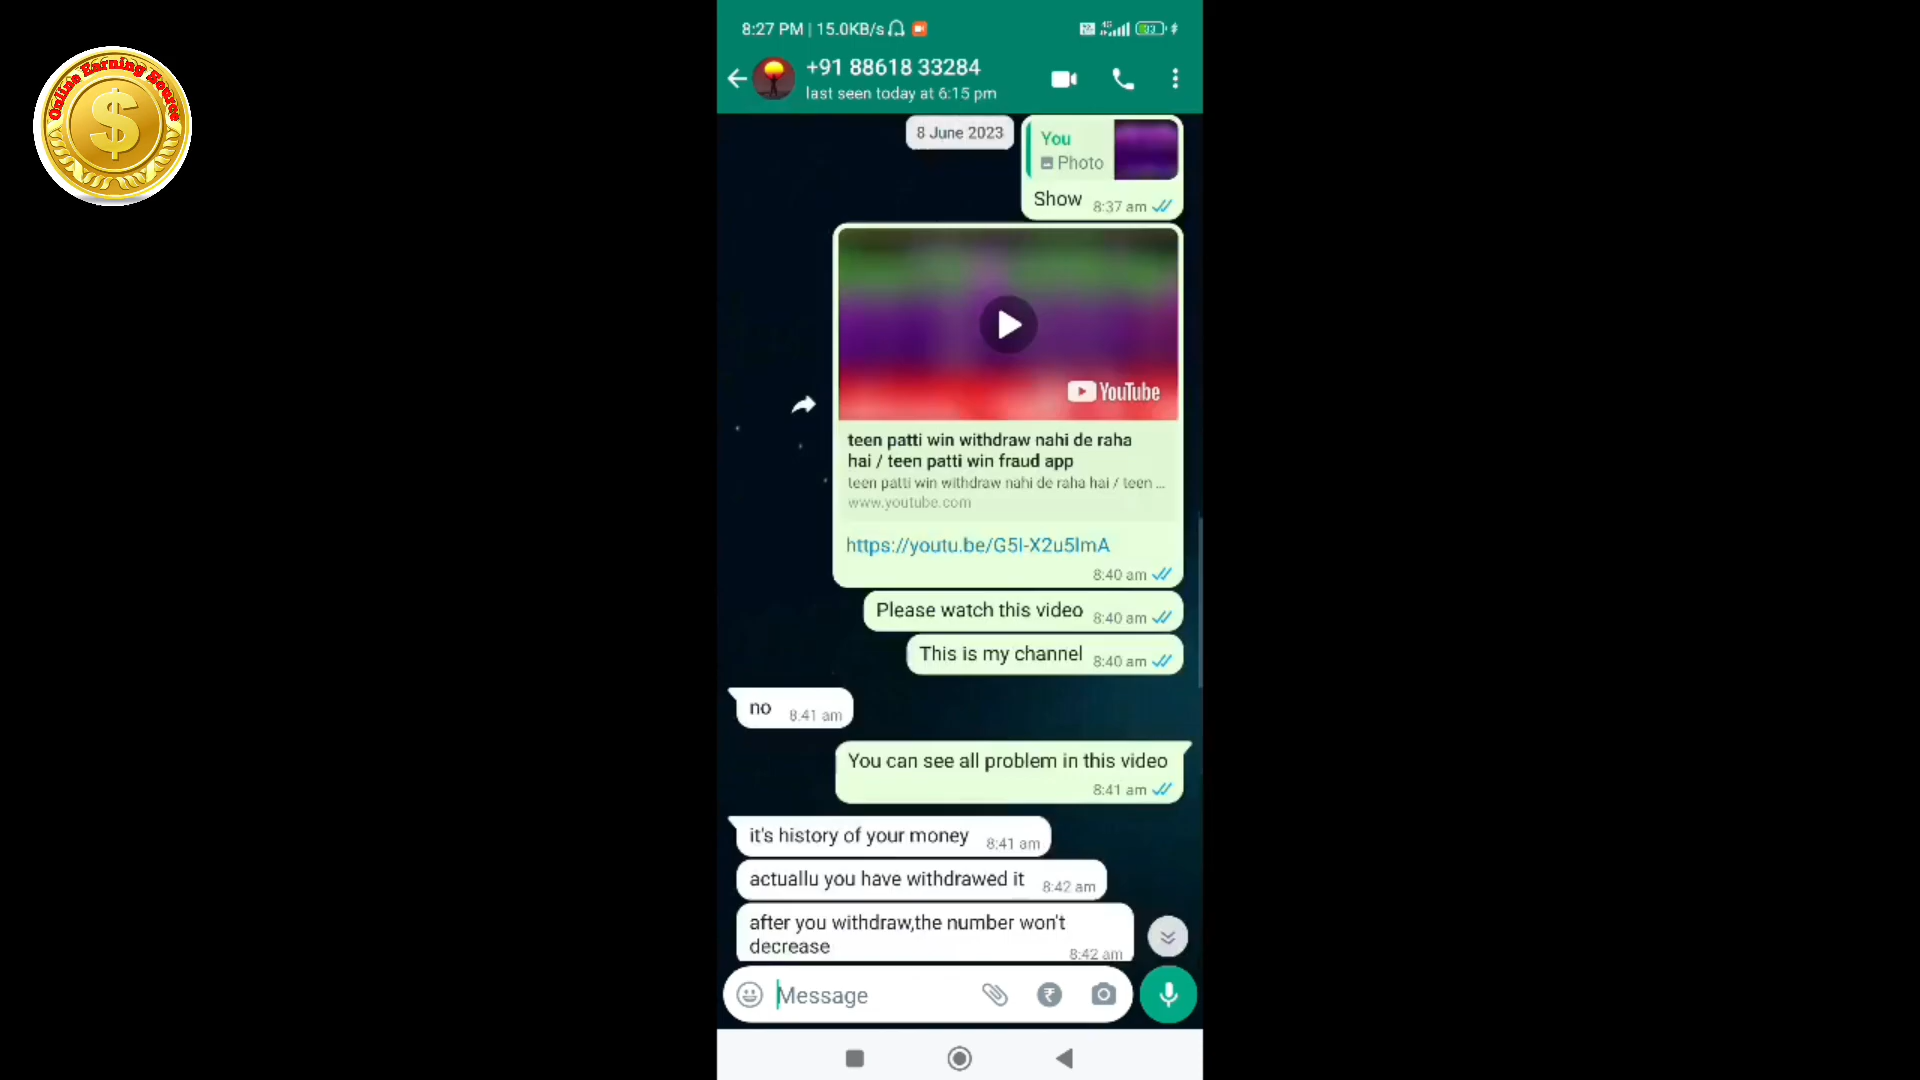 Online Earning Source
$
8:27 PM | 15.0KB/s
4G
+91 88618 33284
last seen today at 6:15 pm
8 June 2023
You
Photo
Show 8:37 am
YouTube
teen patti win withdraw nahi de raha
hai / teen patti win fraud app
teen patti win withdraw nahi de raha hai / teen ...
www.youtube.com
https://youtu.be/G5I-X2u5lmA
8:40 am
Please watch this video 8:40 am
This is my channel 8:40 am
no 8:41 am
You can see all problem in this video
8:41 am
it's history of your money 8:41 am
actuallu you have withdrawed it 8:42 am
after you withdraw,the number won't
decrease 8:42 am
Message